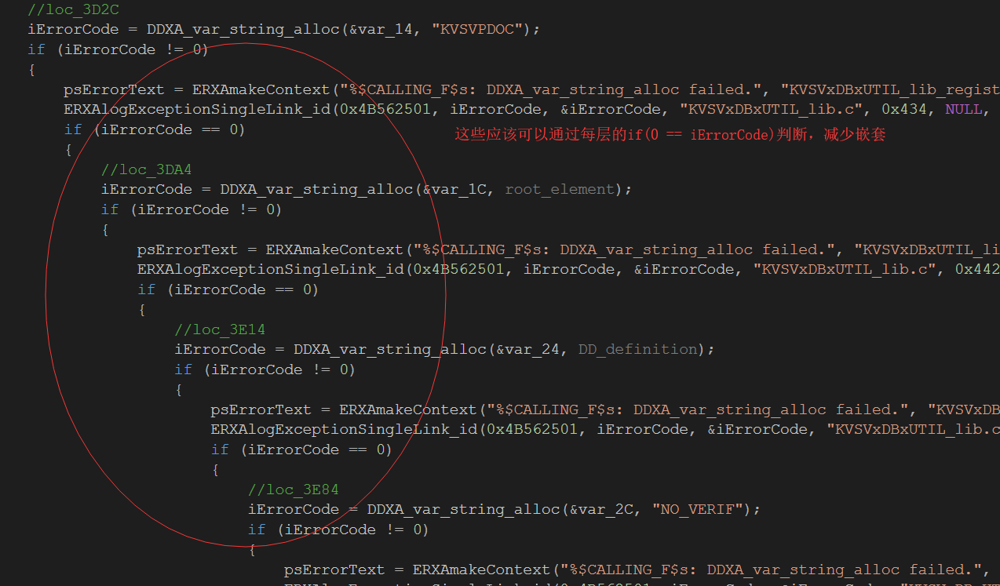 //loc_3D2C
iErrorCode = DDXA_var_string_alloc(&var_14, "KVSVPDOC");
if (iErrorCode != 0)
{
psErrorText = ERXAmakeContext("%$CALLING_F$s: DDXA_var_string_alloc failed.", "KVSVxDBxUTIL_lib_regist
ERXAlogExceptionSingleLink_id(0x4B562501, iErrorCode, &iErrorCode, "KVSVxDBxUTIL_lib.c", 0x434, NULL,
if (iErrorCode == 0)
这些应该可以通过每层的if(0 == iErrorCode)判断，减少嵌套
{
//loc_3DA4
iErrorCode = DDXA_var_string_alloc(&var_1C, root_element);
if (iErrorCode != 0)
{
psErrorText = ERXAmakeContext("%$CALLING_F$s: DDXA_var_string_alloc failed.", "KVSVxDBxUTIL_li
ERXAlogExceptionSingleLink_id(0x4B562501, iErrorCode, &iErrorCode, "KVSVxDBxUTIL_lib.c", 0x442
if (iErrorCode == 0)
{
//loc_3E14
iErrorCode = DDXA_var_string_alloc(&var_24, DD_definition);
if (iErrorCode != 0)
{
psErrorText = ERXAmakeContext("%$CALLING_F$s: DDXA_var_string_alloc failed.", "KVSVxDB
ERXAlogExceptionSingleLink_id(0x4B562501, iErrorCode, &iErrorCode, "KVSVxDBxUTIL_lib.c
if (iErrorCode == 0)
{
//loc_3E84
iErrorCode = DDXA_var_string_alloc(&var_2C, "NO_VERIF");
if (iErrorCode != 0)
{
psErrorText = ERXAmakeContext("%$CALLING_F$s: DDXA_var_string_alloc failed.",